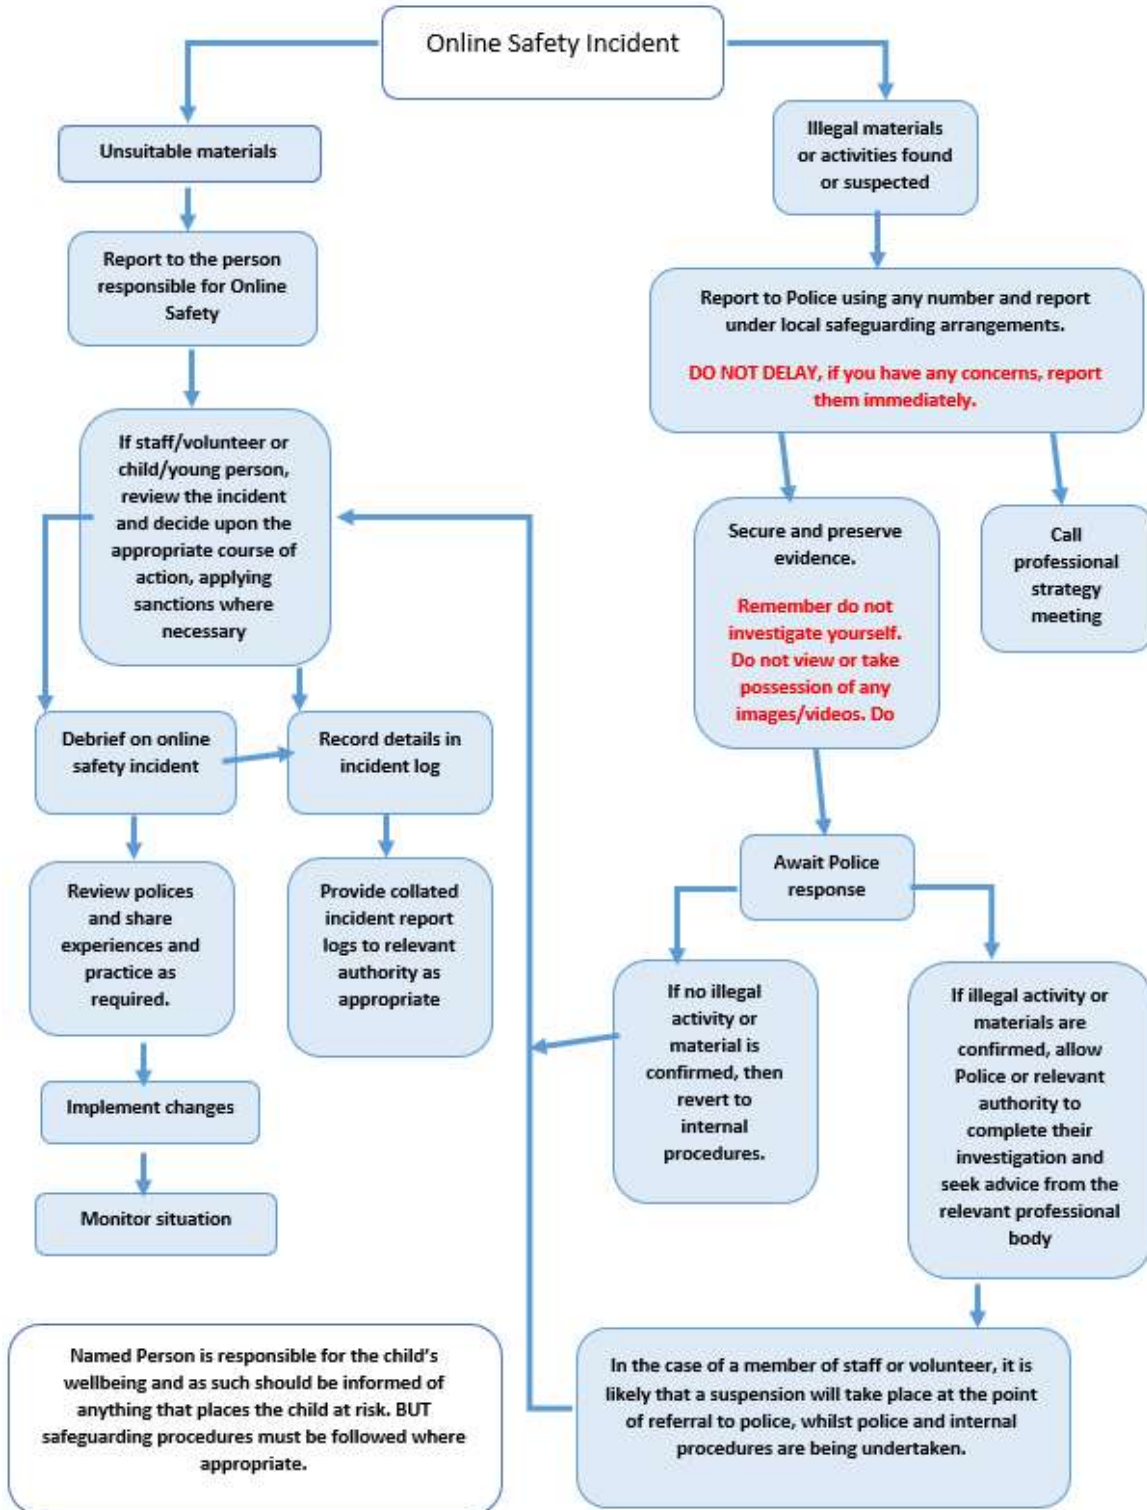 Online Safety Incident
Unsuitable materials
Report to the person
responsible for Online
Safety
If staff/volunteer or
child/young person,
review the incident
and decide upon the
appropriate course of
action, applying
sanctions where
necessary
Debrief on online
safety incident
Record details in
incident log
Review polices
and share
experiences and
practice as
required.
Provide collated
incident report
logs to relevant
authority as
appropriate
Implement changes
Monitor situation
Illegal materials
or activities found
or suspected
Report to Police using any number and report
under local safeguarding arrangements.
DO NOT DELAY, if you have any concerns, report
them immediately.
Secure and preserve
evidence.
Remember do not
investigate yourself.
Do not view or take
possession of any
images/videos. Do
Call
professional
strategy
meeting
Await Police
response
If no illegal
activity or
material is
confirmed, then
revert to
internal
procedures.
If illegal activity or
materials are
confirmed, allow
Police or relevant
authority to
complete their
investigation and
seek advice from the
relevant professional
body
In the case of a member of staff or volunteer, it is
likely that a suspension will take place at the point
of referral to police, whilst police and internal
procedures are being undertaken.
Named Person is responsible for the child's
wellbeing and as such should be informed of
anything that places the child at risk. BUT
safeguarding procedures must be followed where
appropriate.